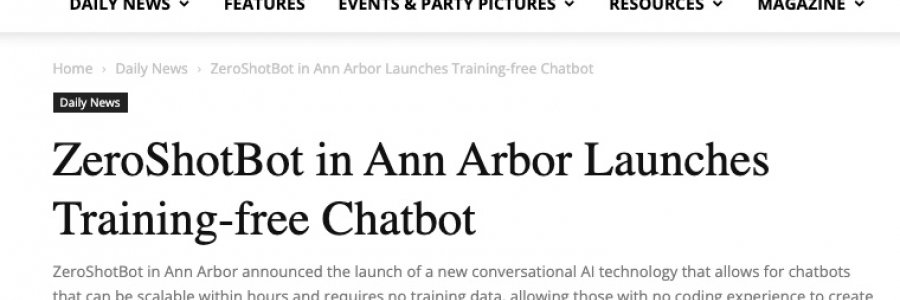 DAILY NEWS FEATURES EVENTS & PARTY PICTURES RESOURCES MAGAZINE
Home › Daily News › ZeroShotBot in Ann Arbor Launches Training-free Chatbot
Daily News
ZeroShotBot in Ann Arbor Launches
Training-free Chatbot
ZeroShotBot in Ann Arbor announced the launch of a new conversational AI technology that allows for chatbots
that can be scalable within hours and requires no training data, allowing those with no coding experience to create